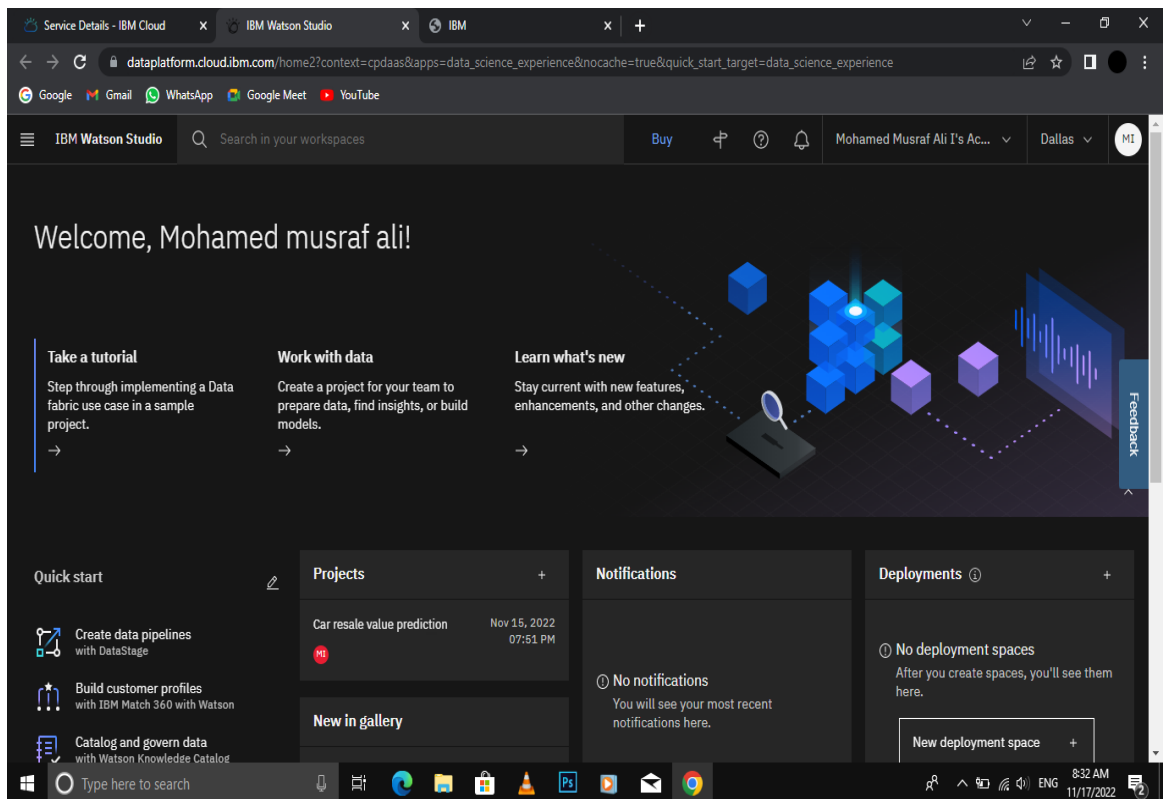 Service Details - IBM Cloud
IBM Watson Studio
IBM
dataplatform.cloud.ibm.com/home2?context=cpdaas&apps=data_science_experience&nocache=true&quick_start_target=data_science_experience
Google
Gmail
WhatsApp
Google Meet
YouTube
IBM Watson Studio
Search in your workspaces
Buy
Mohamed Musraf Ali I's Ac...
Dallas
MI
Welcome, Mohamed musraf ali!
Take a tutorial
Step through implementing a Data
fabric use case in a sample
project.
Work with data
Create a project for your team to
prepare data, find insights, or build
models.
Learn what's new
Stay current with new features,
enhancements, and other changes.
Feedback
Quick start
Create data pipelines
with DataStage
Build customer profiles
with IBM Match 360 with Watson
Catalog and govern data
with Watson Knowledge Catalog
Projects
Car resale value prediction
Nov 15, 2022
07:51 PM
MI
New in gallery
Notifications
No notifications
You will see your most recent
notifications here.
Deployments
No deployment spaces
After you create spaces, you'll see them
here.
New deployment space
Type here to search
Ps
ENG
8:32 AM
11/17/2022
2